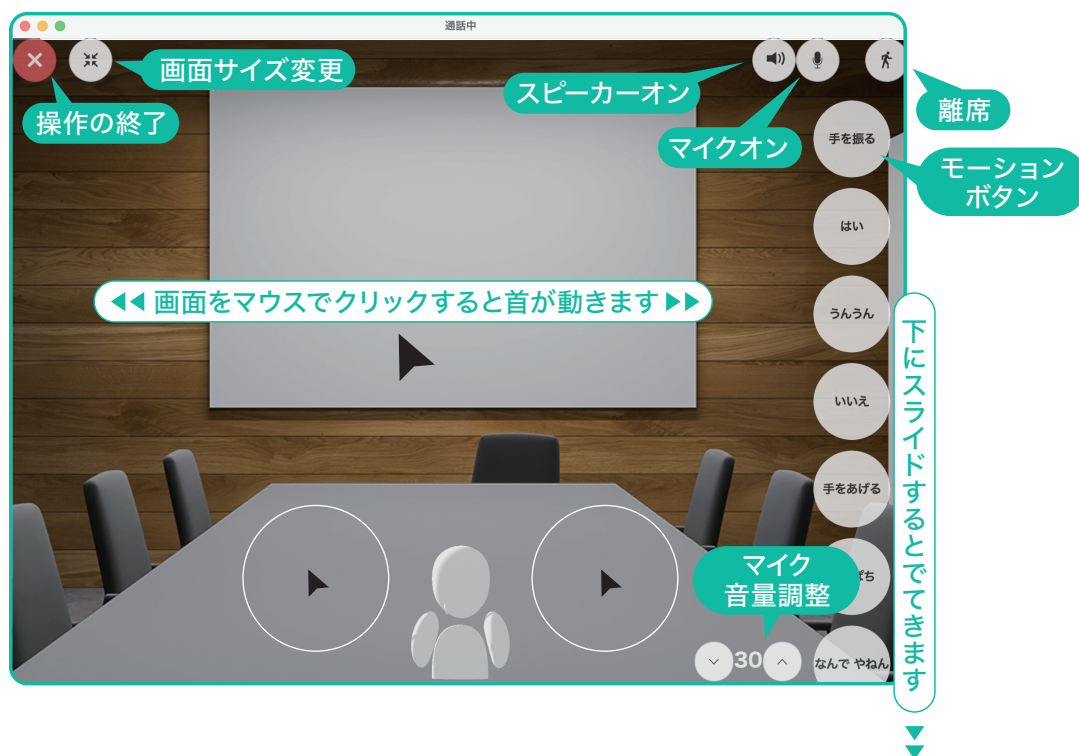 通話中
画面サイズ変更
操作の終了
スピーカーオン
マイクオン
離席
手を振る
モーション
ボタン
はい
◀◀ 画面をマウスでクリックすると首が動きます ▶▶
うんうん
いいえ
手をあげる
マイク
音量調整
ぱち
30
なんで やねん
下にスライドするとでてきます